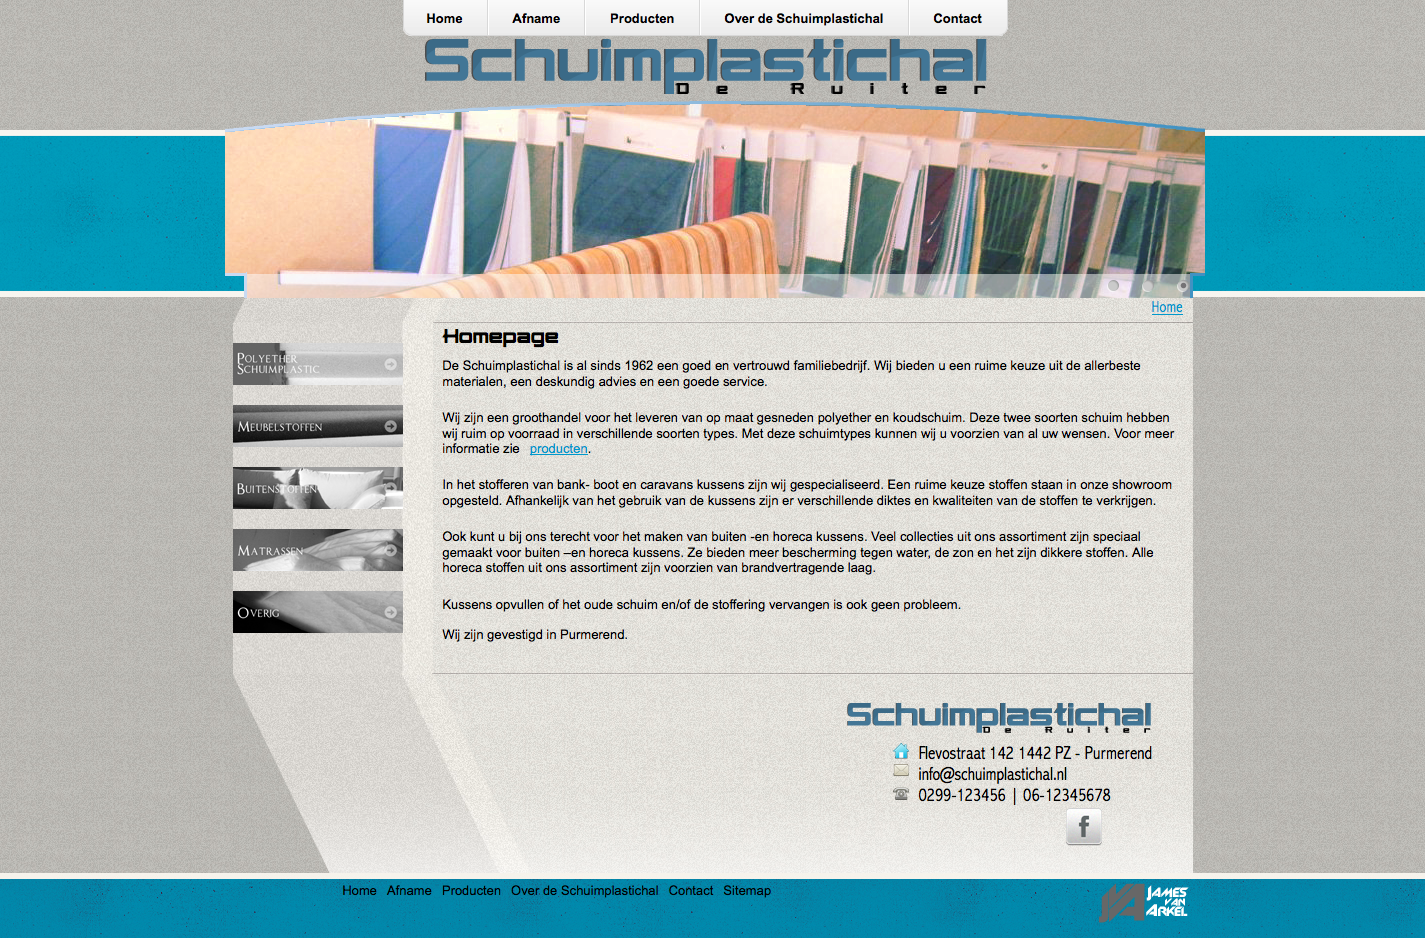 Home Afname Producten Over de Schuimplastichal Contact
Schuimplastichal
De Ruiter
Home
Homepage
De Schuimplastichal is al sinds 1962 een goed en vertrouwd familiebedrijf. Wij bieden u een ruime keuze uit de allerbeste
materialen, een deskundig advies en een goede service.
Wij zijn een groothandel voor het leveren van op maat gesneden polyether en koudschuim. Deze twee soorten schuim hebben
wij ruim op voorraad in verschillende soorten types. Met deze schuimtypes kunnen wij u voorzien van al uw wensen. Voor meer
informatie zie producten.
In het stofferen van bank- boot en caravans kussens zijn wij gespecialiseerd. Een ruime keuze stoffen staan in onze showroom
opgesteld. Afhankelijk van het gebruik van de kussens zijn er verschillende diktes en kwaliteiten van de stoffen te verkrijgen.
Ook kunt u bij ons terecht voor het maken van buiten -en horeca kussens. Veel collecties uit ons assortiment zijn speciaal
gemaakt voor buiten –en horeca kussens. Ze bieden meer bescherming tegen water, de zon en het zijn dikkere stoffen. Alle
horeca stoffen uit ons assortiment zijn voorzien van brandvertragende laag.
Kussens opvullen of het oude schuim en/of de stoffering vervangen is ook geen probleem.
Wij zijn gevestigd in Purmerend.
Polyether
Schuimplastic
Meubelstoffen
Buitenstoffen
Matrassen
Overig
Schuimplastichal
De Ruiter
Flevostraat 142 1442 PZ - Purmerend
info@schuimplastichal.nl
0299-123456 | 06-12345678
f
Home Afname Producten Over de Schuimplastichal Contact Sitemap
James
van
Arkel